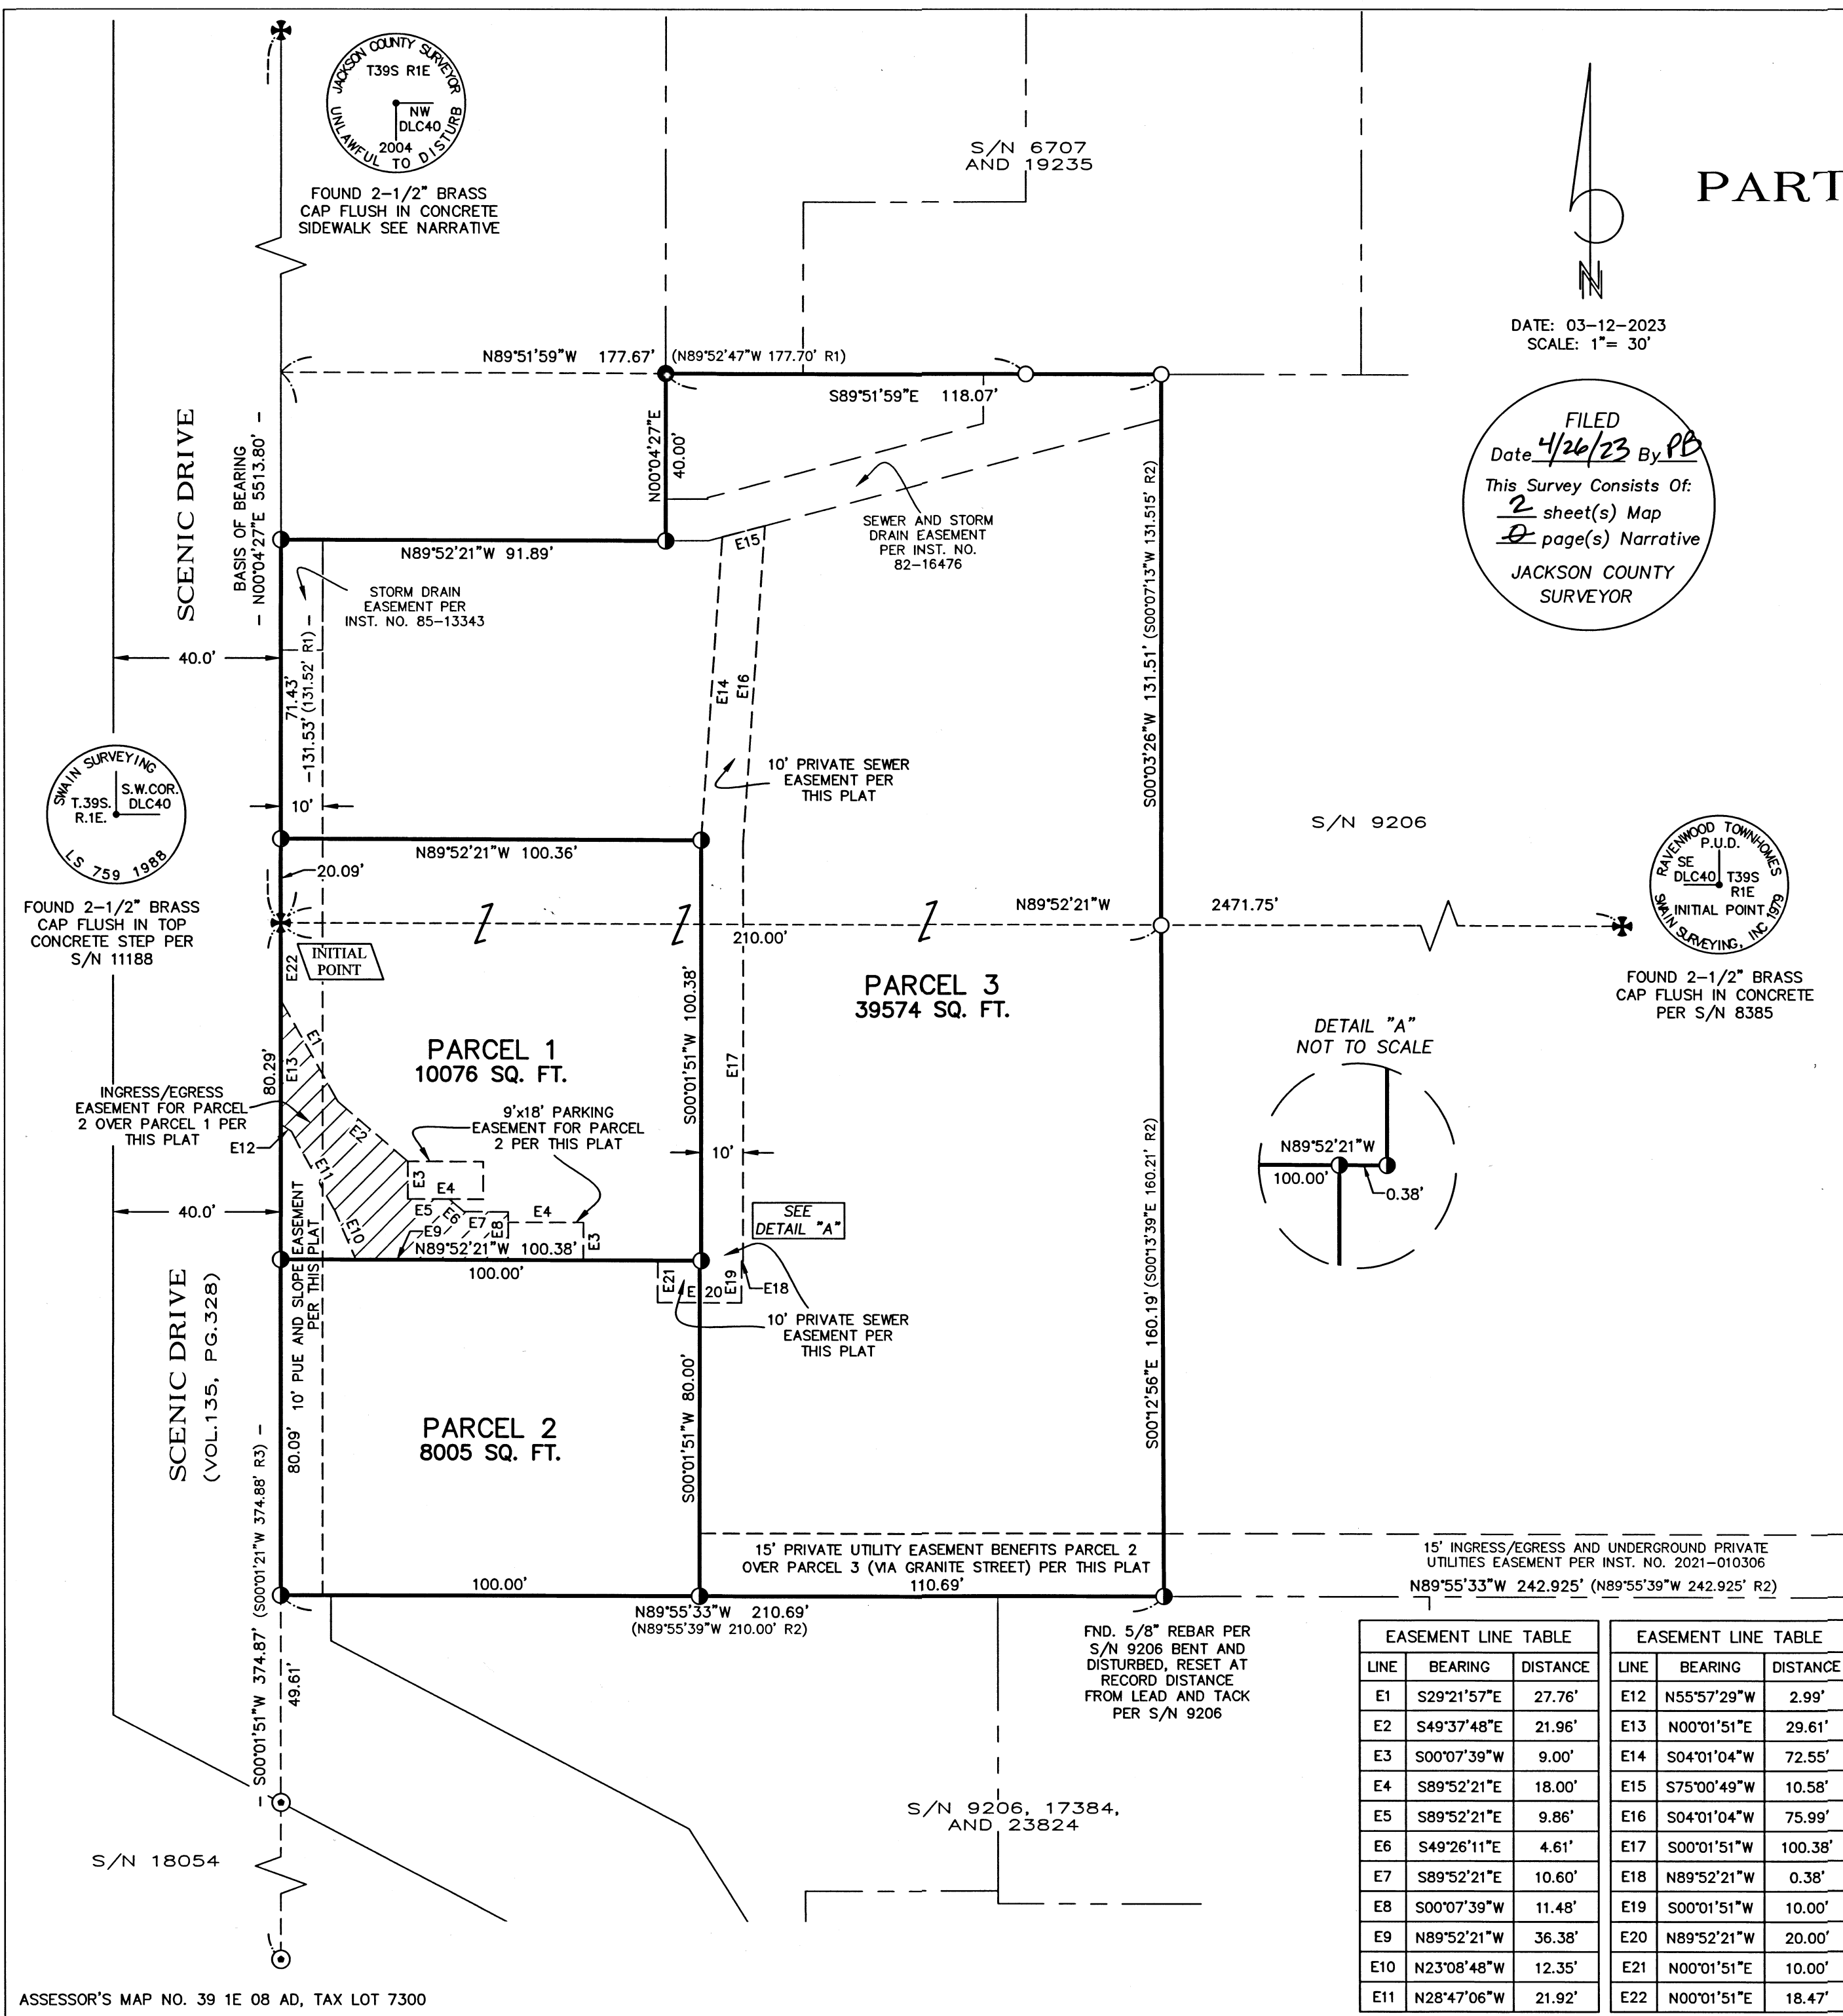 JACKSON COUNTY SURVEYOR
T39S R1E
NW
DLC40
2004
UNLAWFUL TO DISTURB
FOUND 2-1/2" BRASS
CAP FLUSH IN CONCRETE
SIDEWALK SEE NARRATIVE
S/N 6707
AND 19235
PART
N
DATE: 03-12-2023
SCALE: 1"= 30'
FILED
Date 4/26/23 By PB
This Survey Consists Of:
2 sheet(s) Map
0 page(s) Narrative
JACKSON COUNTY
SURVEYOR
N89°51'59"W 177.67' (N89°52'47"W 177.70' R1)
S89°51'59"E 118.07'
N00°04'27"E
40.00'
SCENIC DRIVE
BASIS OF BEARING
- N00°04'27"E 5513.80' -
N89°52'21"W 91.89'
STORM DRAIN
EASEMENT PER
INST. NO. 85-13343
SEWER AND STORM
DRAIN EASEMENT
PER INST. NO.
82-16476
E15
E14
E16
40.0'
71.43'
-131.53' (131.52' R1) -
10'
S00°03'26"W 131.51' (S00°07'13"W 131.515' R2)
10' PRIVATE SEWER
EASEMENT PER
THIS PLAT
SWAIN SURVEYING
S.W.COR.
T.39S. DLC40
R.1E.
LS 759 1988
FOUND 2-1/2" BRASS
CAP FLUSH IN TOP
CONCRETE STEP PER
S/N 11188
N89°52'21"W 100.36'
20.09'
S/N 9206
N89°52'21"W 2471.75'
210.00'
RAVENWOOD TOWNHOMES
P.U.D.
SE
DLC40 T39S
R1E
INITIAL POINT
SWAIN SURVEYING, INC 1979
FOUND 2-1/2" BRASS
CAP FLUSH IN CONCRETE
PER S/N 8385
INITIAL
POINT
E22
PARCEL 3
39574 SQ. FT.
S00°01'51"W 100.38'
PARCEL 1
10076 SQ. FT.
E1
E13
80.29'
E17
INGRESS/EGRESS
EASEMENT FOR PARCEL
2 OVER PARCEL 1 PER
THIS PLAT
E12
9'x18' PARKING
EASEMENT FOR PARCEL
2 PER THIS PLAT
E2
E11
E3
E4
E5
E6
E7
E8
E4
E3
E9
E10
10'
40.0'
N89°52'21"W 100.38'
100.00'
SEE
DETAIL "A"
DETAIL "A"
NOT TO SCALE
N89°52'21"W
100.00'
0.38'
E21
E 20
E19
E18
10' PRIVATE SEWER
EASEMENT PER
THIS PLAT
10' PUE AND SLOPE EASEMENT
PER THIS PLAT
80.09'
SCENIC DRIVE
(VOL.135, PG.328)
PARCEL 2
8005 SQ. FT.
S00°01'51"W 80.00'
S00°12'56"E 160.19' (S00°13'39"E 160.21' R2)
15' PRIVATE UTILITY EASEMENT BENEFITS PARCEL 2
OVER PARCEL 3 (VIA GRANITE STREET) PER THIS PLAT
110.69'
15' INGRESS/EGRESS AND UNDERGROUND PRIVATE
UTILITIES EASEMENT PER INST. NO. 2021-010306
N89°55'33"W 242.925' (N89°55'39"W 242.925' R2)
100.00'
N89°55'33"W 210.69'
(N89°55'39"W 210.00' R2)
- S00°01'51"W 374.87' (S00°01'21"W 374.88' R3) -
49.61'
FND. 5/8" REBAR PER
S/N 9206 BENT AND
DISTURBED, RESET AT
RECORD DISTANCE
FROM LEAD AND TACK
PER S/N 9206
S/N 9206, 17384,
AND 23824
S/N 18054
EASEMENT LINE TABLE
LINE BEARING DISTANCE
E1 S29°21'57"E 27.76'
E2 S49°37'48"E 21.96'
E3 S00°07'39"W 9.00'
E4 S89°52'21"E 18.00'
E5 S89°52'21"E 9.86'
E6 S49°26'11"E 4.61'
E7 S89°52'21"E 10.60'
E8 S00°07'39"W 11.48'
E9 N89°52'21"W 36.38'
E10 N23°08'48"W 12.35'
E11 N28°47'06"W 21.92'
EASEMENT LINE TABLE
LINE BEARING DISTANCE
E12 N55°57'29"W 2.99'
E13 N00°01'51"E 29.61'
E14 S04°01'04"W 72.55'
E15 S75°00'49"W 10.58'
E16 S04°01'04"W 75.99'
E17 S00°01'51"W 100.38'
E18 N89°52'21"W 0.38'
E19 S00°01'51"W 10.00'
E20 N89°52'21"W 20.00'
E21 N00°01'51"E 10.00'
E22 N00°01'51"E 18.47'
ASSESSOR'S MAP NO. 39 1E 08 AD, TAX LOT 7300